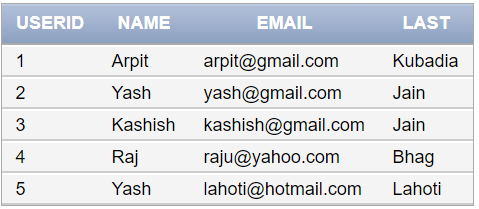 USERID NAME EMAIL LAST
1 Arpit arpit@gmail.com Kubadia
2 Yash yash@gmail.com Jain
3 Kashish kashish@gmail.com Jain
4 Raj raju@yahoo.com Bhag
5 Yash lahoti@hotmail.com Lahoti